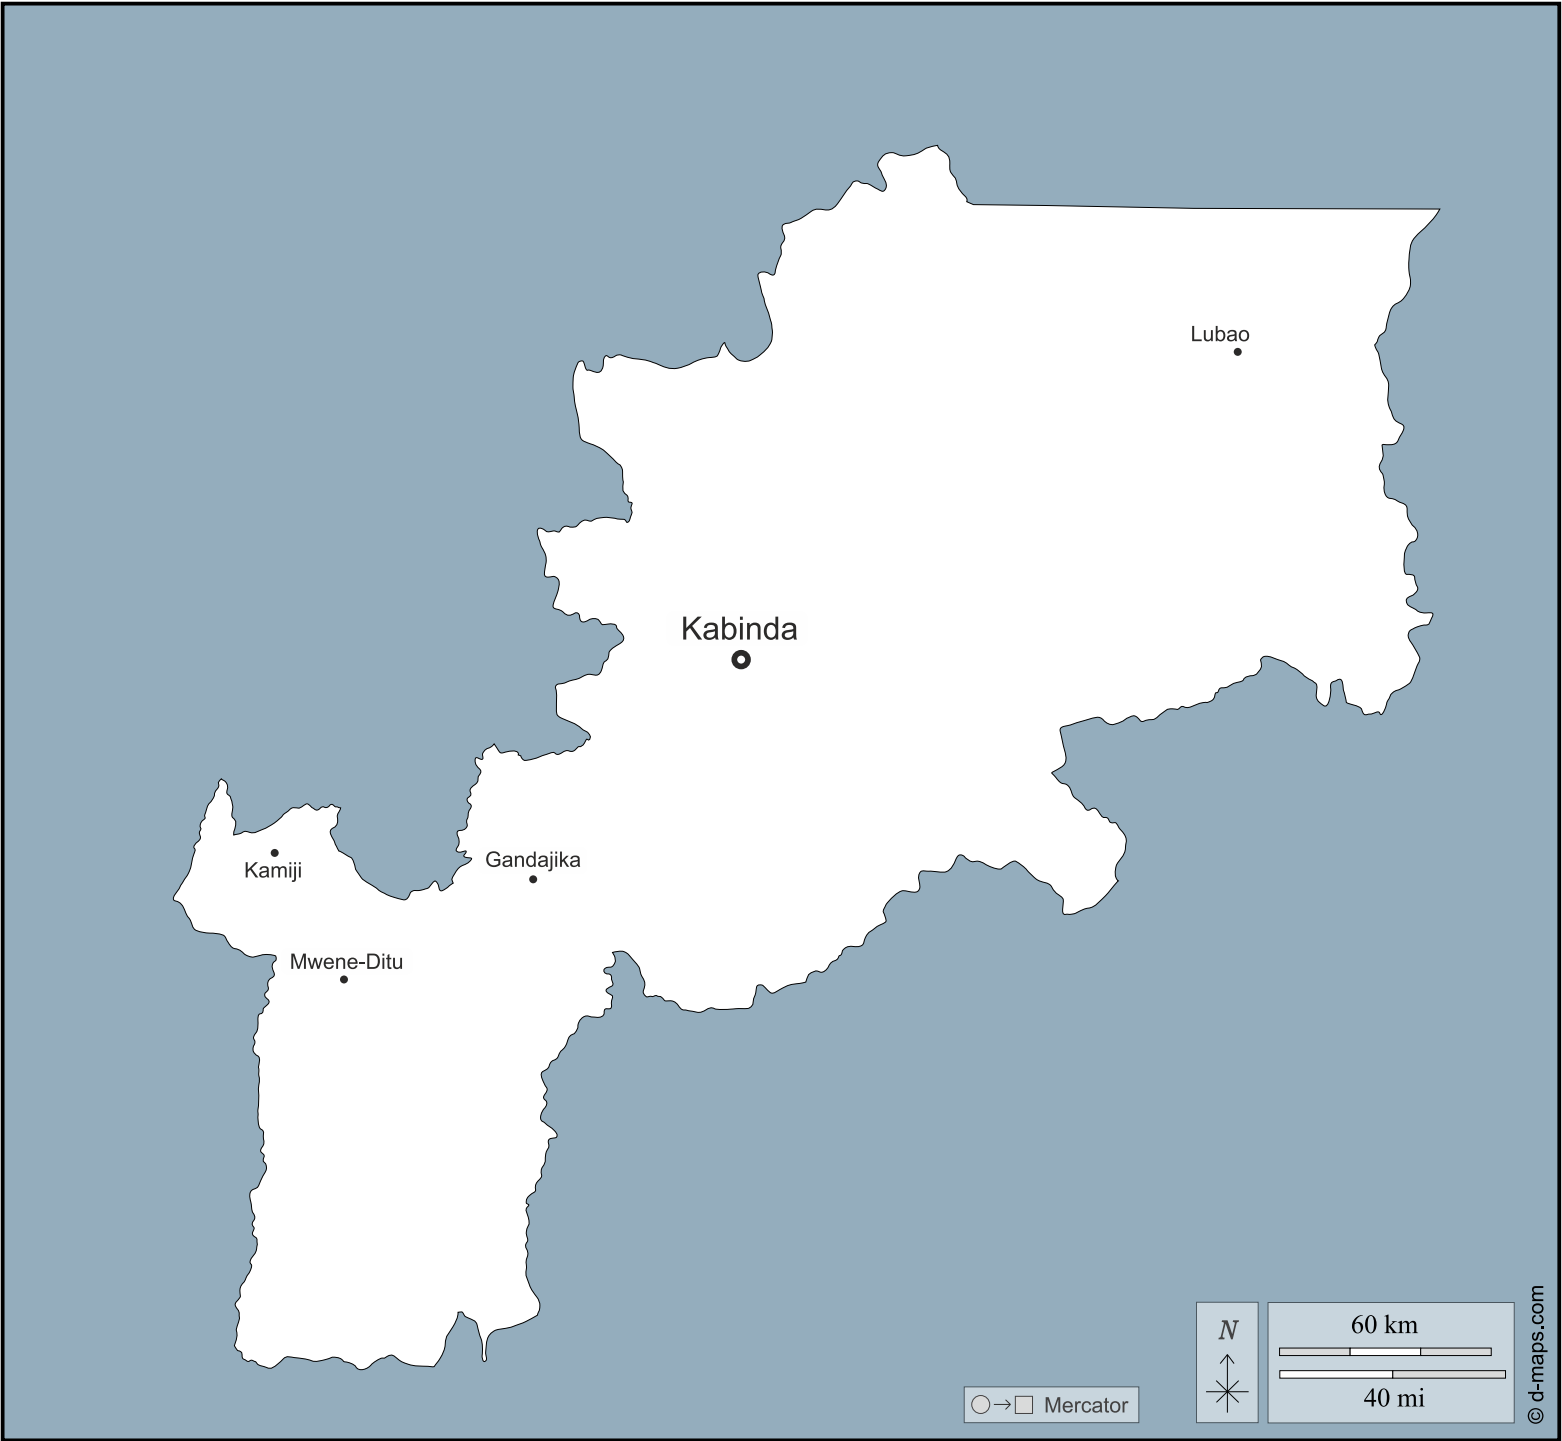 Lubao
Kabinda
Gandajika
Kamiji
Mwene-Ditu
N
60 km
40 mi
Mercator
© d-maps.com